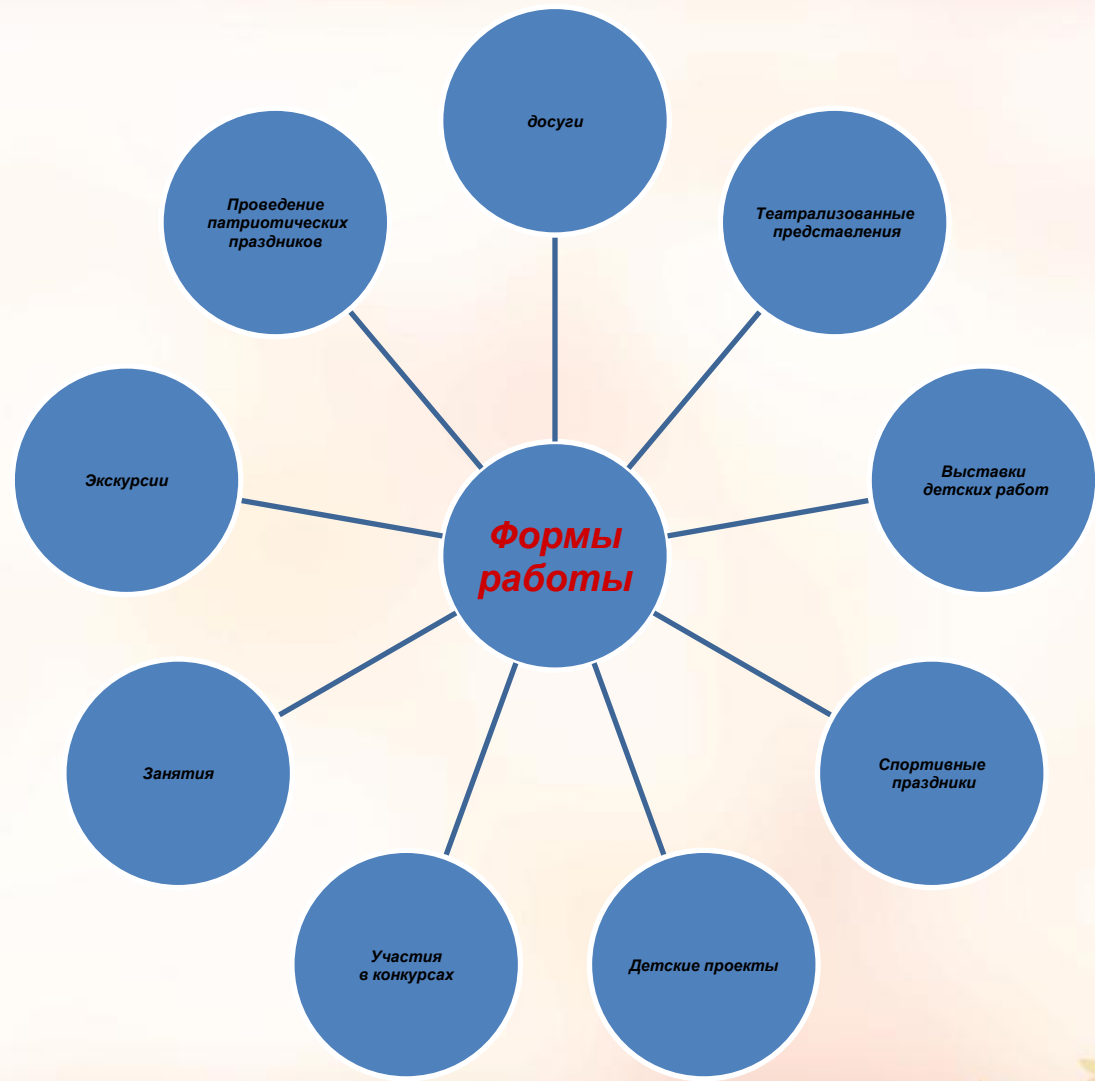 досуги
Театрализованные
представления
Выставки
детских работ
Спортивные
праздники
Детские проекты
Участия
в конкурсах
Занятия
Экскурсии
Проведение
патриотических
праздников
Формы
работы